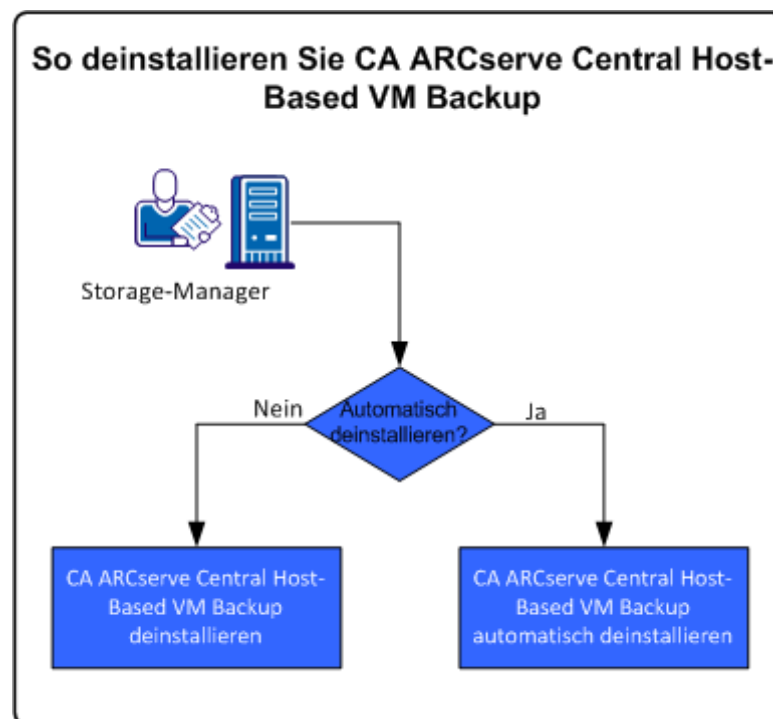 So deinstallieren Sie CA ARCserve Central Host-
Based VM Backup
Storage-Manager
Automatisch
deinstallieren?
Nein
Ja
CA ARCserve Central Host-
Based VM Backup
deinstallieren
CA ARCserve Central Host-
Based VM Backup
automatisch deinstallieren